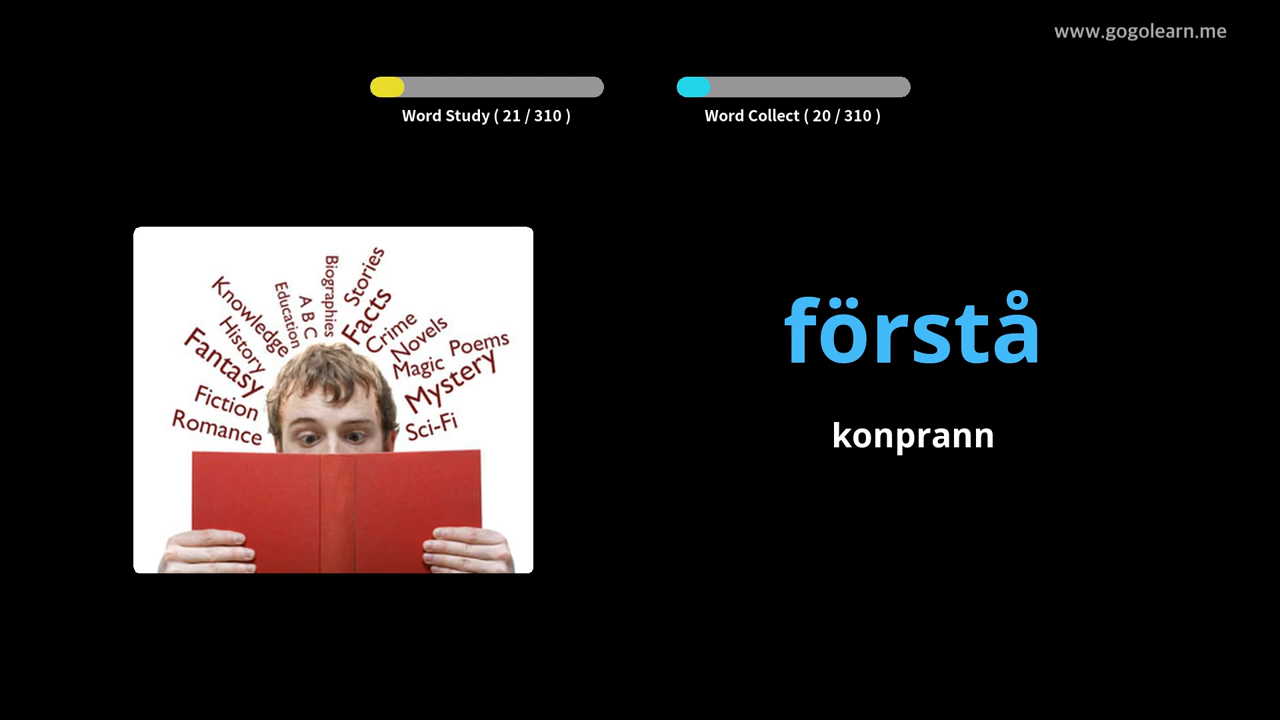 www.gogolearn.me
Word Study ( 21 / 310 )
Word Collect ( 20 / 310 )
Biographies
Stories
Education
A B C
Facts
Knowledge
Crime
History
Novels
Poems
Fantasy
Magic
Mystery
Fiction
Romance
Sci-Fi
förstå
konprann